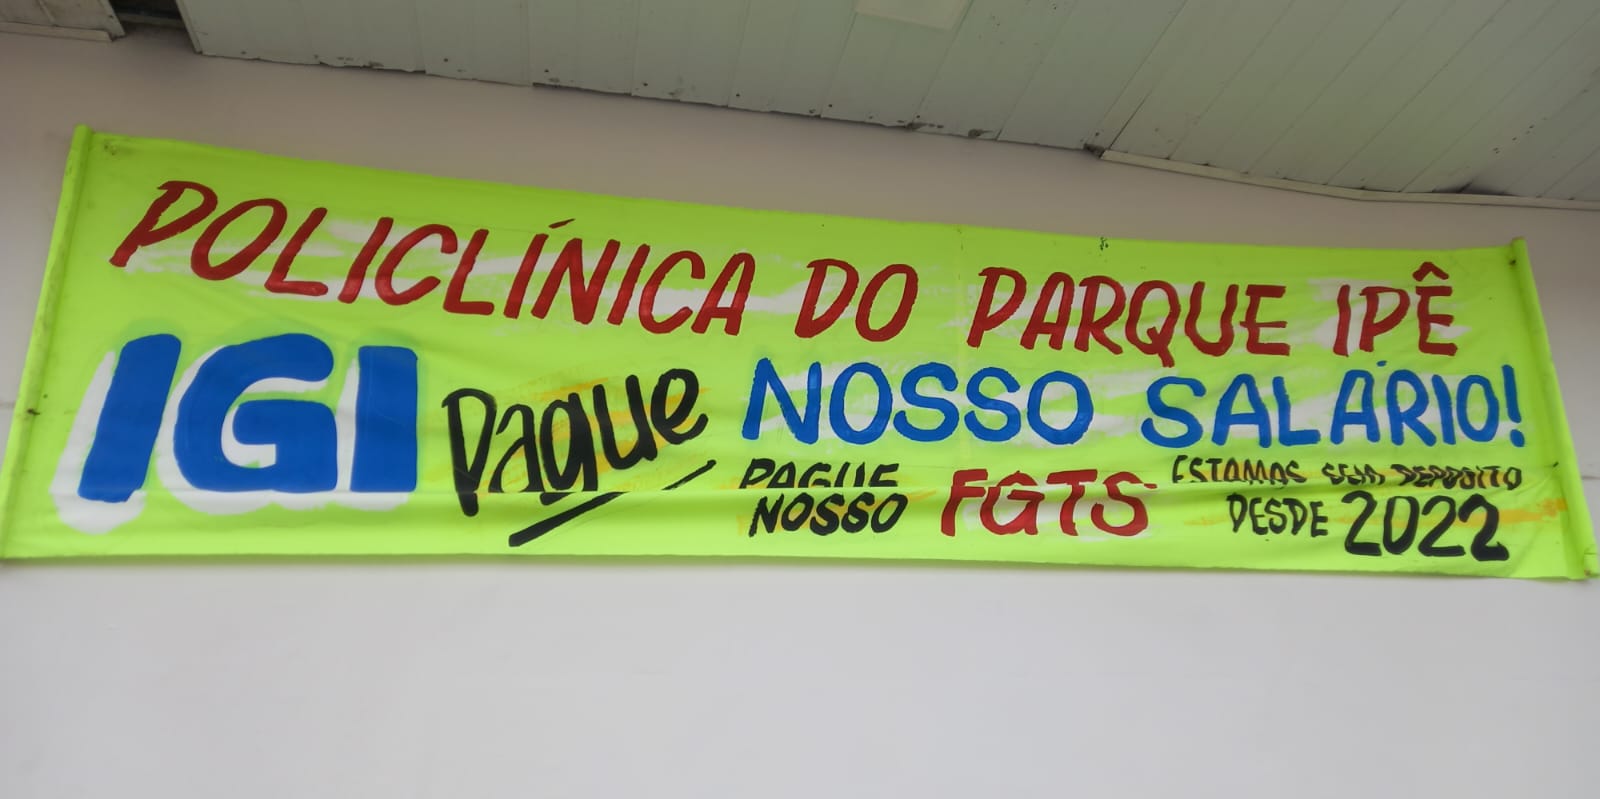 POLICLÍNICA DO PARQUE IPÊ
IGI Pague NOSSO SALÁRIO!
PAGUE NOSSO FGTS ESTAMOS SEM DEPOSITO
DESDE 2022